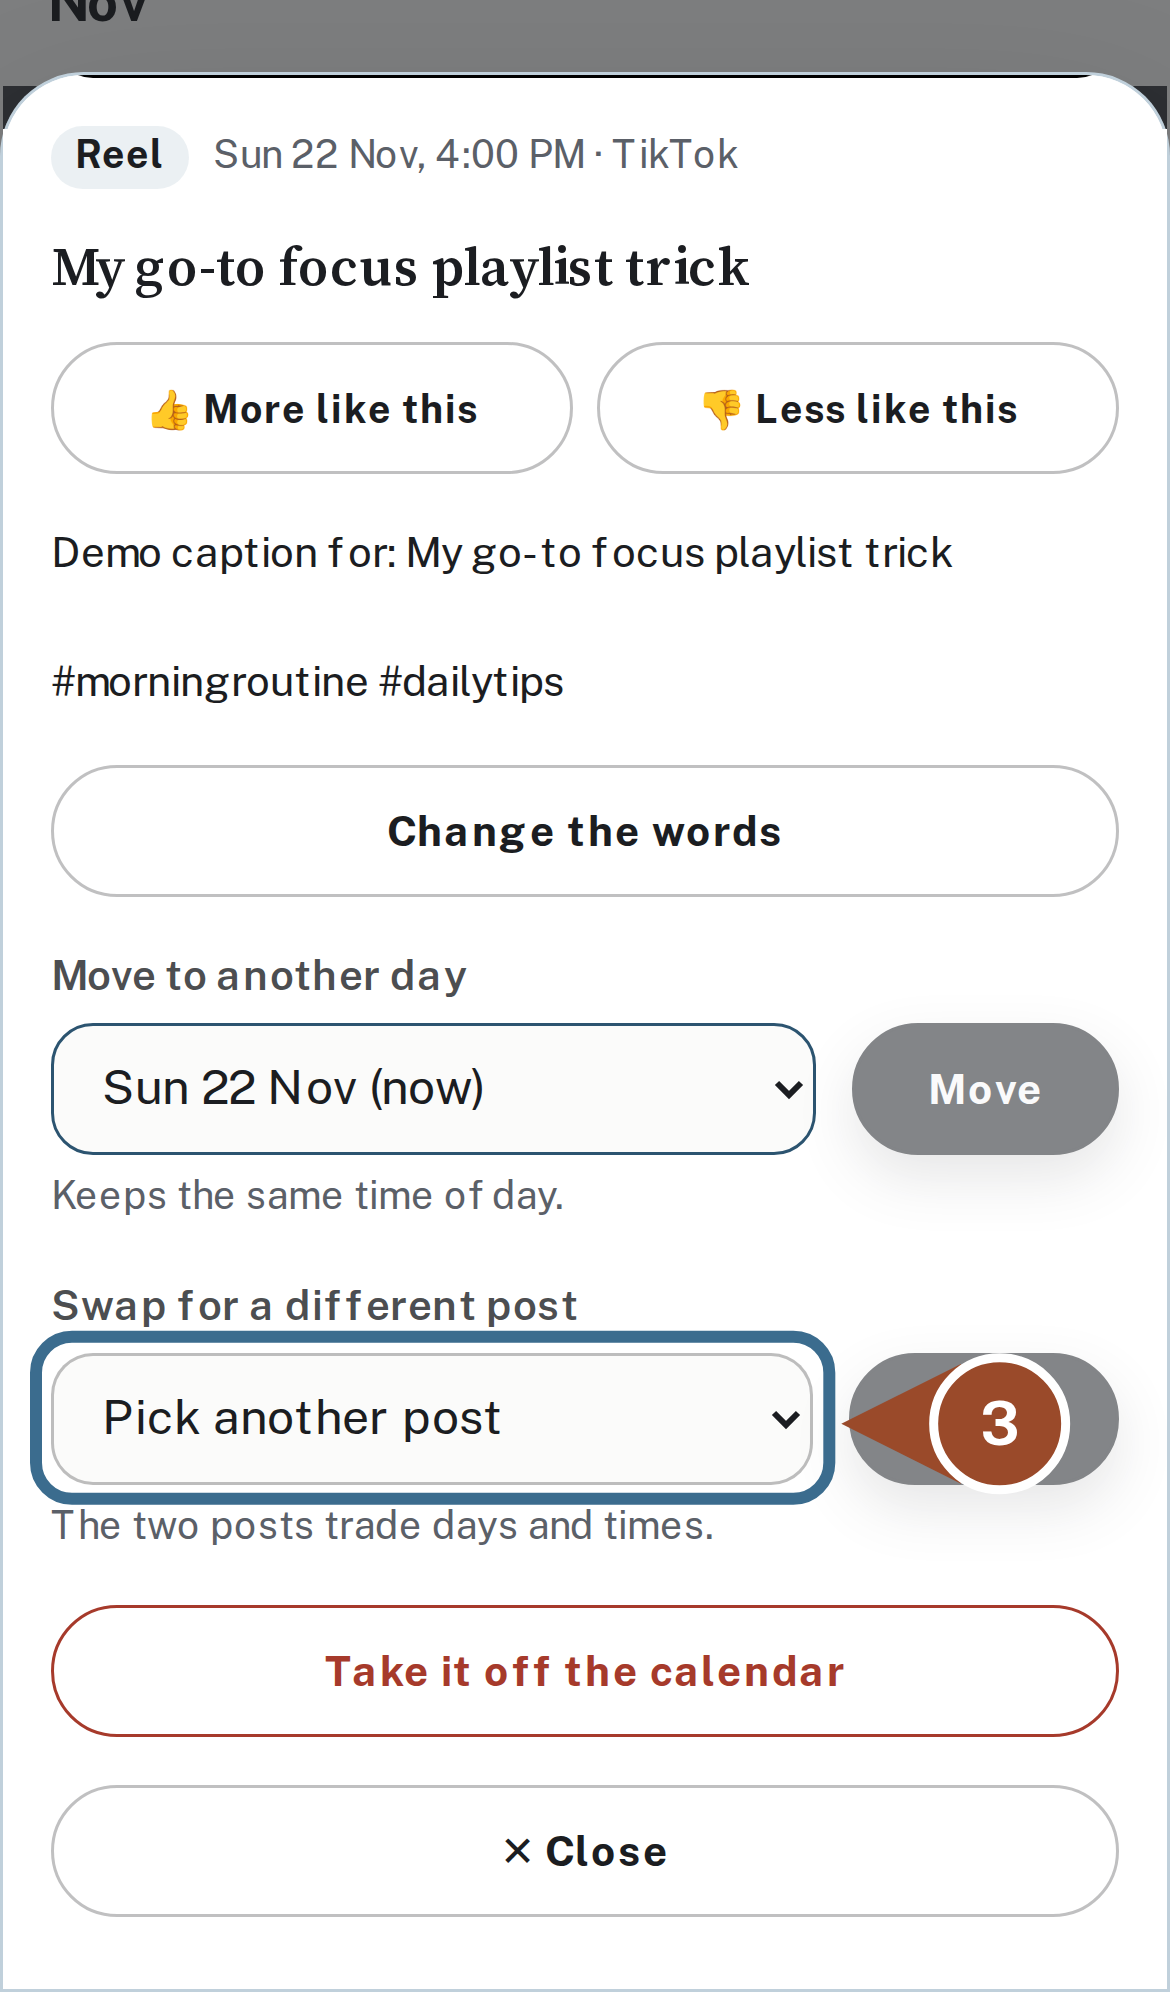 Nov
Reel Sun 22 Nov, 4:00 PM · TikTok
My go-to focus playlist trick
👍 More like this 👎 Less like this
Demo caption for: My go-to focus playlist trick
#morningroutine #dailytips
Change the words
Move to another day
Sun 22 Nov (now) Move
Keeps the same time of day.
Swap for a different post
Pick another post 3
The two posts trade days and times.
Take it off the calendar
✕ Close